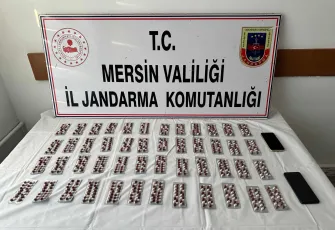 T.C.
MERSİN VALİLİĞİ
İL JANDARMA KOMUTANLIĞI